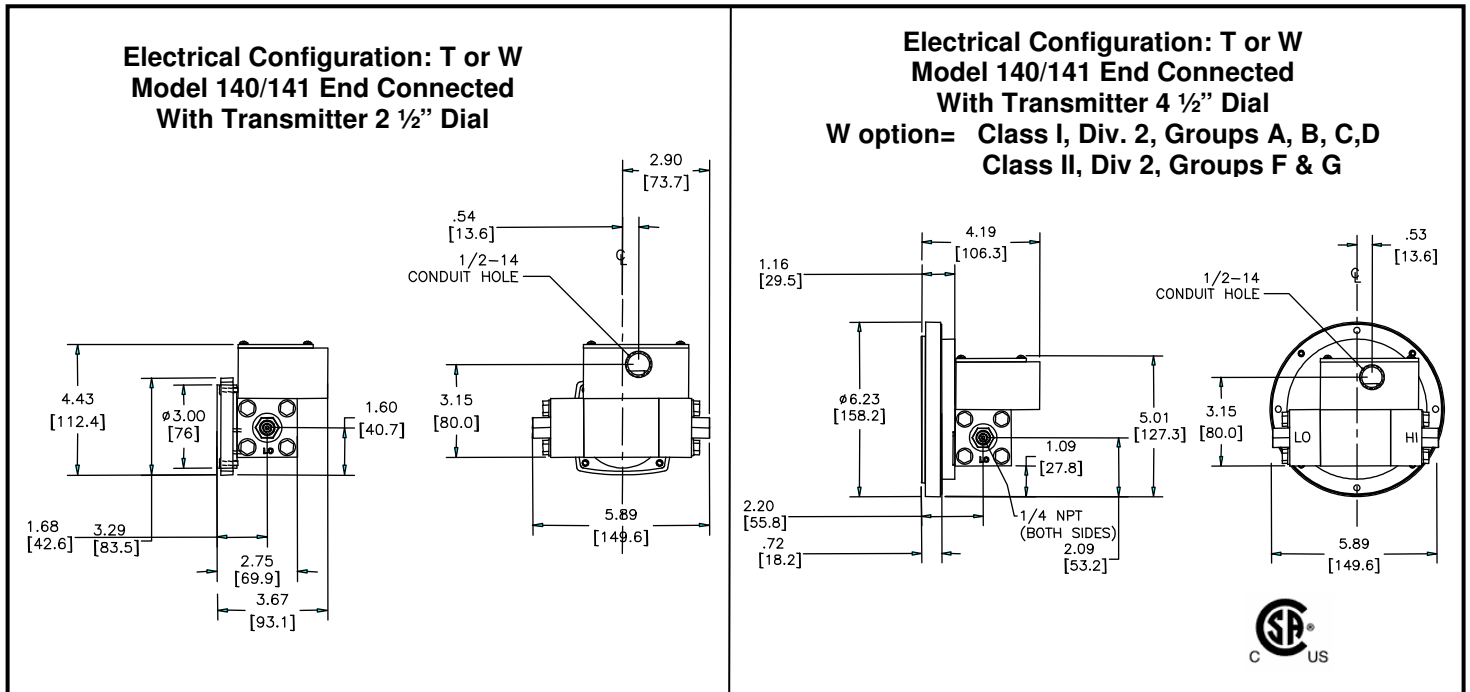 Electrical Configuration: T or W
Model 140/141 End Connected
With Transmitter 2 ½” Dial
2.90
[73.7]
.54
[13.6]
℄
1/2-14
CONDUIT HOLE
4.43
[112.4]
ø3.00
[76]
1.60
[40.7]
LO
3.15
[80.0]
1.68
[42.6]
3.29
[83.5]
2.75
[69.9]
3.67
[93.1]
5.89
[149.6]
Electrical Configuration: T or W
Model 140/141 End Connected
With Transmitter 4 ½” Dial
W option= Class I, Div. 2, Groups A, B, C,D
Class II, Div 2, Groups F & G
4.19
[106.3]
1.16
[29.5]
.53
[13.6]
℄
1/2-14
CONDUIT HOLE
ø6.23
[158.2]
5.01
[127.3]
1.09
[27.8]
LO
3.15
[80.0]
LO
HI
2.20
[55.8]
.72
[18.2]
1/4 NPT
(BOTH SIDES)
2.09
[53.2]
5.89
[149.6]
CSA ®
C US